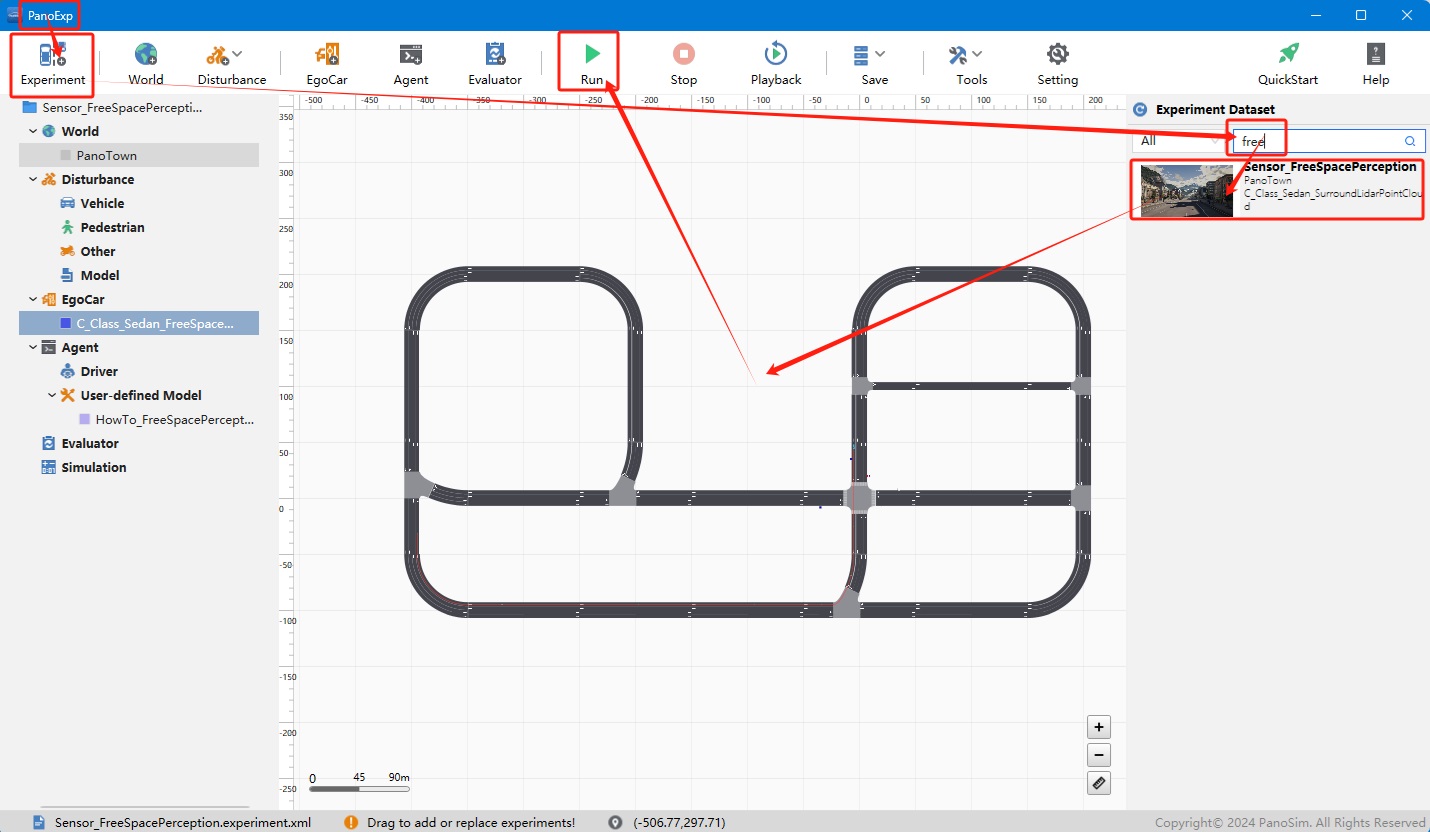 PanoExp
Experiment
World
Disturbance
EgoCar
Agent
Evaluator
Run
Stop
Playback
Save
Tools
Setting
QuickStart
Help
Sensor_FreeSpacePercepti...
World
PanoTown
Disturbance
Vehicle
Pedestrian
Other
Model
EgoCar
C_Class_Sedan_FreeSpace...
Agent
Driver
User-defined Model
HowTo_FreeSpacePercept...
Evaluator
Simulation
-500 -450 -400 -350 -300 -250 -200 -150 -100 -50 0 50 100 150 200
350
300
250
200
150
100
50
0
-50
-100
-150
-200
-250
0 45 90m
Experiment Dataset
All
free
Sensor_FreeSpacePerception
PanoTown
C_Class_Sedan_SurroundLidarPointClou
d
Sensor_FreeSpacePerception.experiment.xml
Drag to add or replace experiments!
(-506.77,297.71)
Copyright© 2024 PanoSim. All Rights Reserved